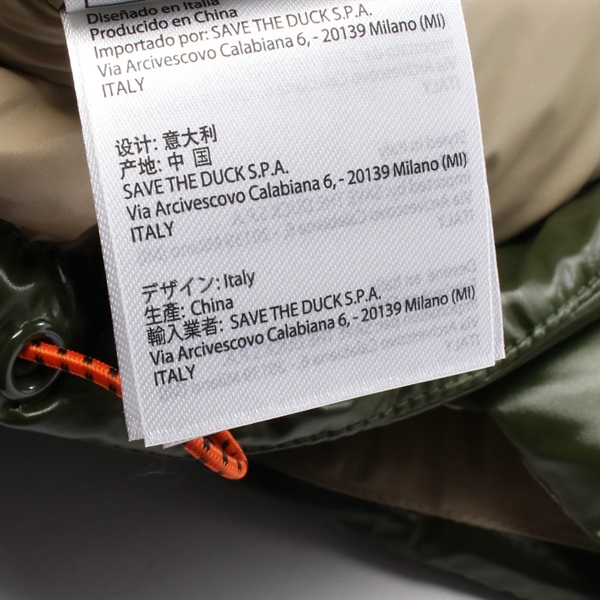 Diseñado en Italia
Producido en China
Importado por: SAVE THE DUCK S.P.A.
Via Arcivescovo Calabiana 6, - 20139 Milano (MI)
ITALY
设计: 意大利
产地: 中 国
SAVE THE DUCK S.P.A.
Via Arcivescovo Calabiana 6, - 20139 Milano (MI)
ITALY
デザイン: Italy
生産: China
輸入業者: SAVE THE DUCK S.P.A.
Via Arcivescovo Calabiana 6, - 20139 Milano (MI)
ITALY